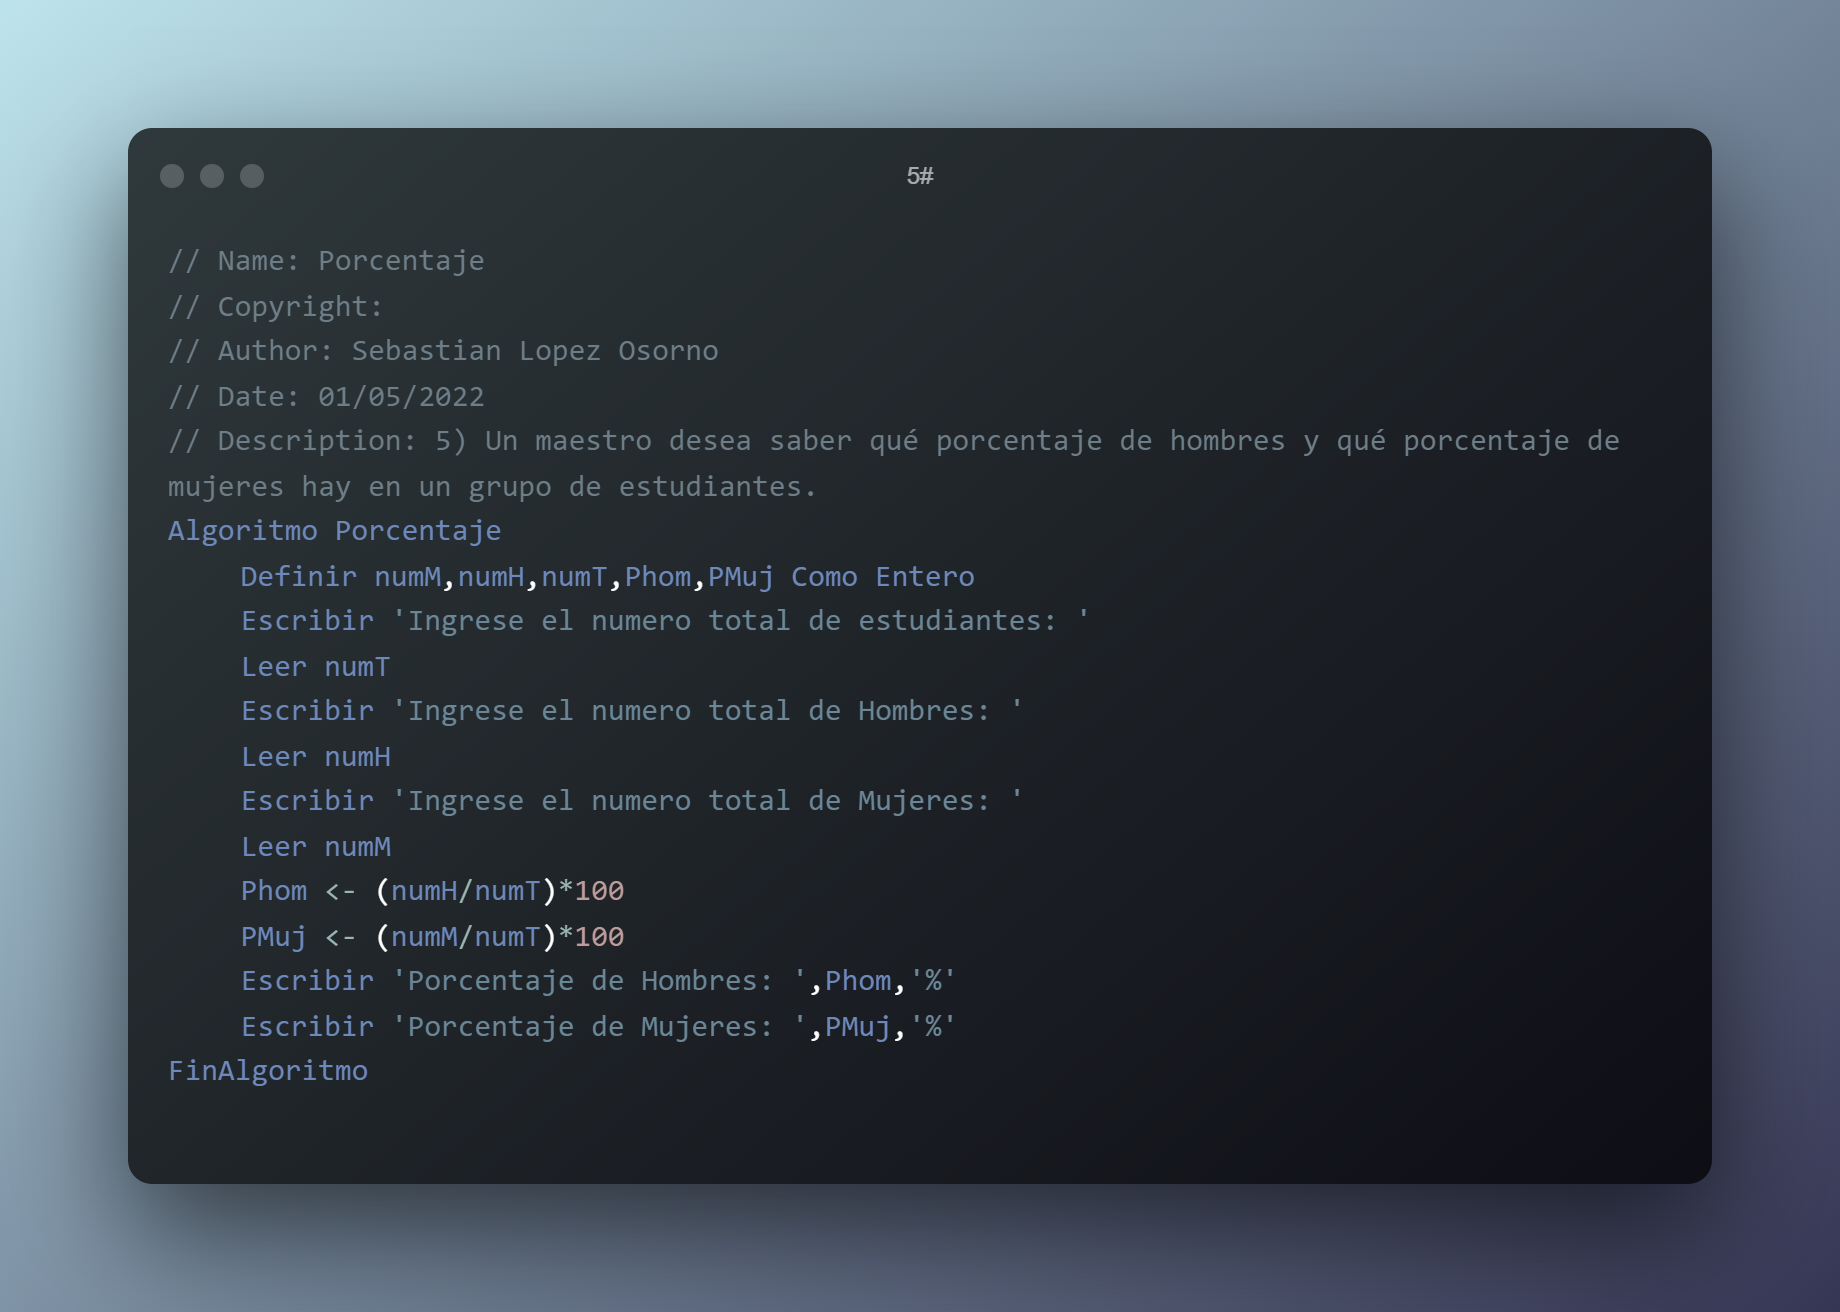 5#
// Name: Porcentaje
// Copyright:
// Author: Sebastian Lopez Osorno
// Date: 01/05/2022
// Description: 5) Un maestro desea saber qué porcentaje de hombres y qué porcentaje de
mujeres hay en un grupo de estudiantes.
Algoritmo Porcentaje
    Definir numM,numH,numT,Phom,PMuj Como Entero
    Escribir 'Ingrese el numero total de estudiantes: '
    Leer numT
    Escribir 'Ingrese el numero total de Hombres: '
    Leer numH
    Escribir 'Ingrese el numero total de Mujeres: '
    Leer numM
    Phom <- (numH/numT)*100
    PMuj <- (numM/numT)*100
    Escribir 'Porcentaje de Hombres: ',Phom,'%'
    Escribir 'Porcentaje de Mujeres: ',PMuj,'%'
FinAlgoritmo